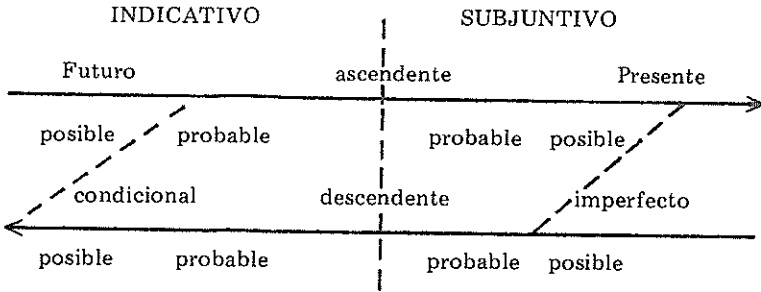 INDICATIVO SUBJUNTIVO
Futuro ascendente Presente
posible probable probable posible
condicional descendente imperfecto
posible probable probable posible